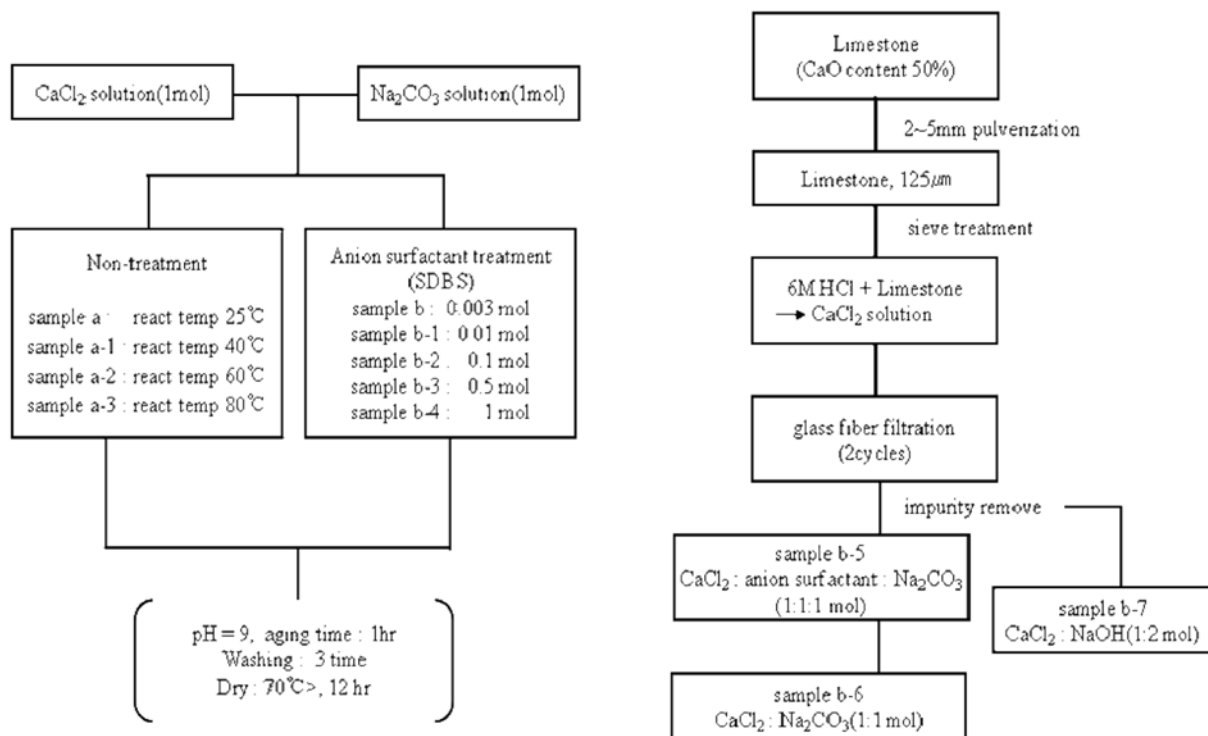 CaCl2 solution(1mol)
Na2CO3 solution(1mol)
Non-treatment
sample a : react temp 25℃
sample a-1 : react temp 40℃
sample a-2 : react temp 60℃
sample a-3 : react temp 80℃
Anion surfactant treatment
(SDBS)
sample b : 0.003 mol
sample b-1 : 0.01 mol
sample b-2 : 0.1 mol
sample b-3 : 0.5 mol
sample b-4 : 1 mol
pH = 9, aging time : 1hr
Washing : 3 time
Dry : 70℃>, 12 hr
Limestone
(CaO content 50%)
2~5mm pulverization
Limestone, 125㎛
sieve treatment
6M HCl + Limestone
→ CaCl2 solution
glass fiber filtration
(2cycles)
impurity remove
sample b-5
CaCl2 : anion surfactant : Na2CO3
(1:1:1 mol)
sample b-7
CaCl2 : NaOH(1:2 mol)
sample b-6
CaCl2 : Na2CO3(1:1 mol)